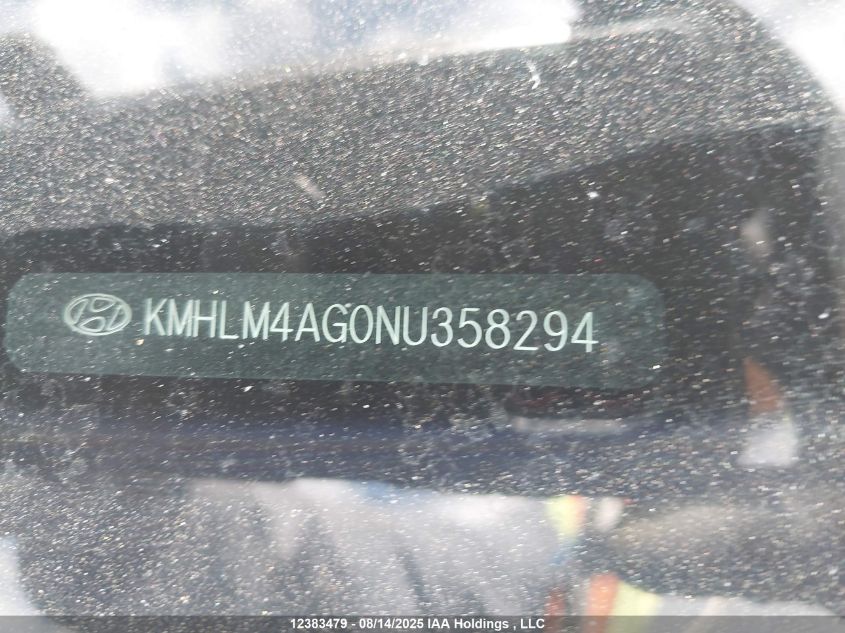 KMHLM4AG0NU358294
12383479 - 08/14/2025 IAA Holdings , LLC